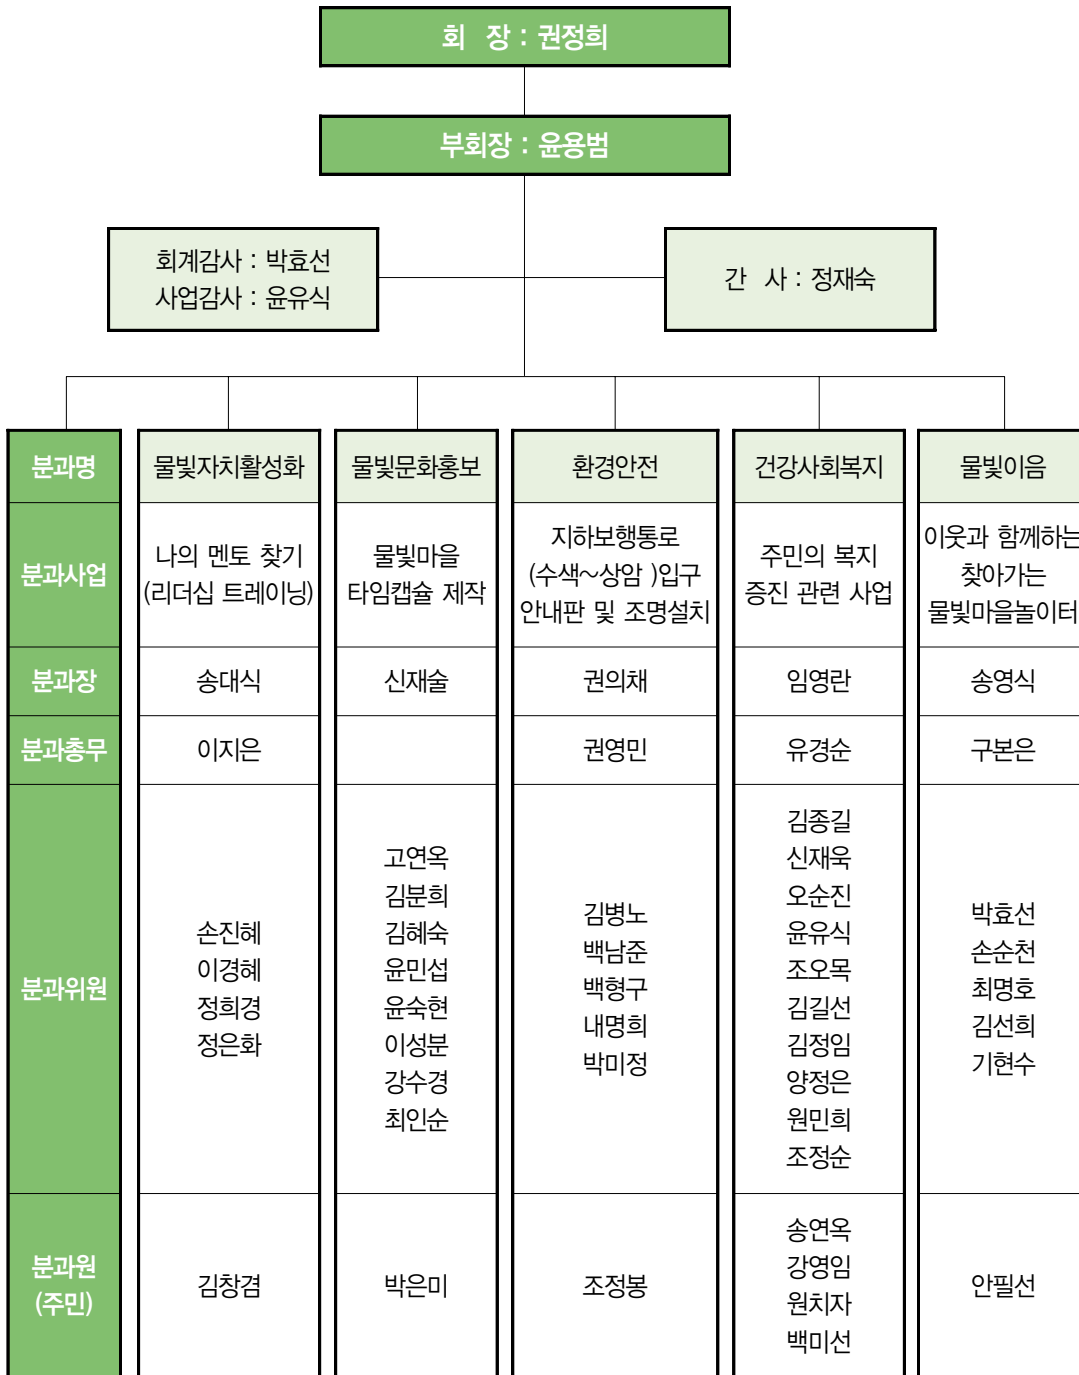 회 장 : 권정희
부회장 : 윤용범
회계감사 : 박효선
사업감사 : 윤유식
간 사 : 정재숙
분과명
물빛자치활성화
물빛문화홍보
환경안전
건강사회복지
물빛이음
분과사업
나의 멘토 찾기
(리더십 트레이닝)
물빛마을
타임캡슐 제작
지하보행통로
(수색~상암 )입구
안내판 및 조명설치
주민의 복지
증진 관련 사업
이웃과 함께하는
찾아가는
물빛마을놀이터
분과장
송대식
신재술
권의채
임영란
송영식
분과총무
이지은
권영민
유경순
구본은
분과위원
손진혜
이경혜
정희경
정은화
고연옥
김분희
김혜숙
윤민섭
윤숙현
이성분
강수경
최인순
김병노
백남준
백형구
내명희
박미정
김종길
신재욱
오순진
윤유식
조오목
김길선
김정임
양정은
원민희
조정순
박효선
손순천
최명호
김선희
기현수
분과원
(주민)
김창겸
박은미
조정봉
송연옥
강영임
원치자
백미선
안필선